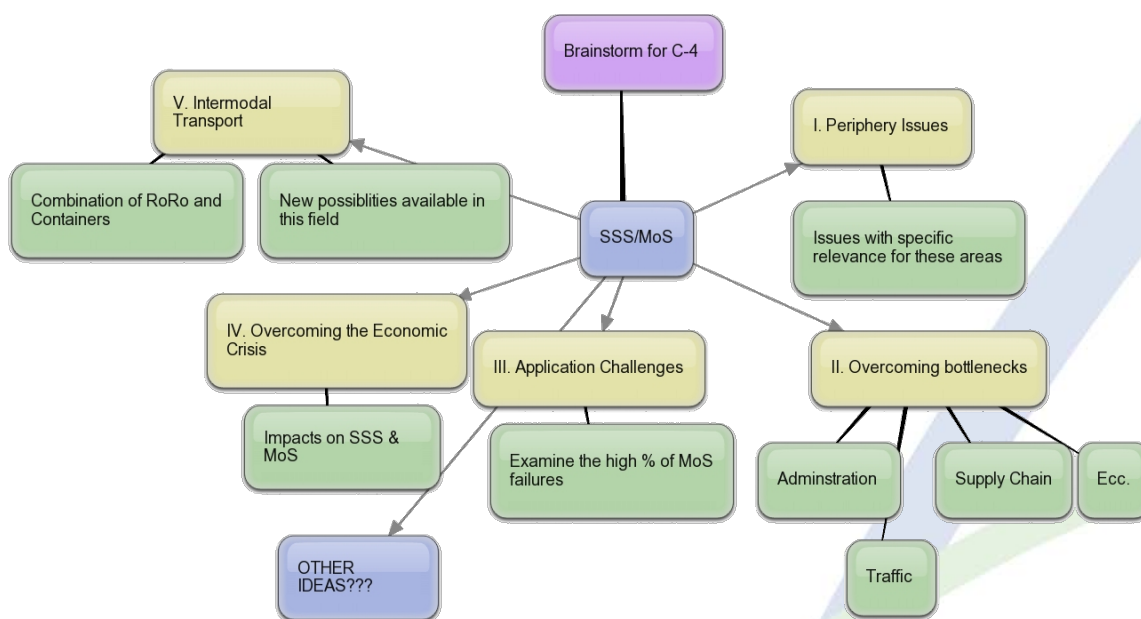 Brainstorm for C-4
V. Intermodal
Transport
I. Periphery Issues
Combination of RoRo and
Containers
New possiblities available in
this field
SSS/MoS
Issues with specific
relevance for these areas
IV. Overcoming the Economic
Crisis
III. Application Challenges
II. Overcoming bottlenecks
Impacts on SSS &
MoS
Examine the high % of MoS
failures
Adminstration
Supply Chain
Ecc.
OTHER
IDEAS???
Traffic